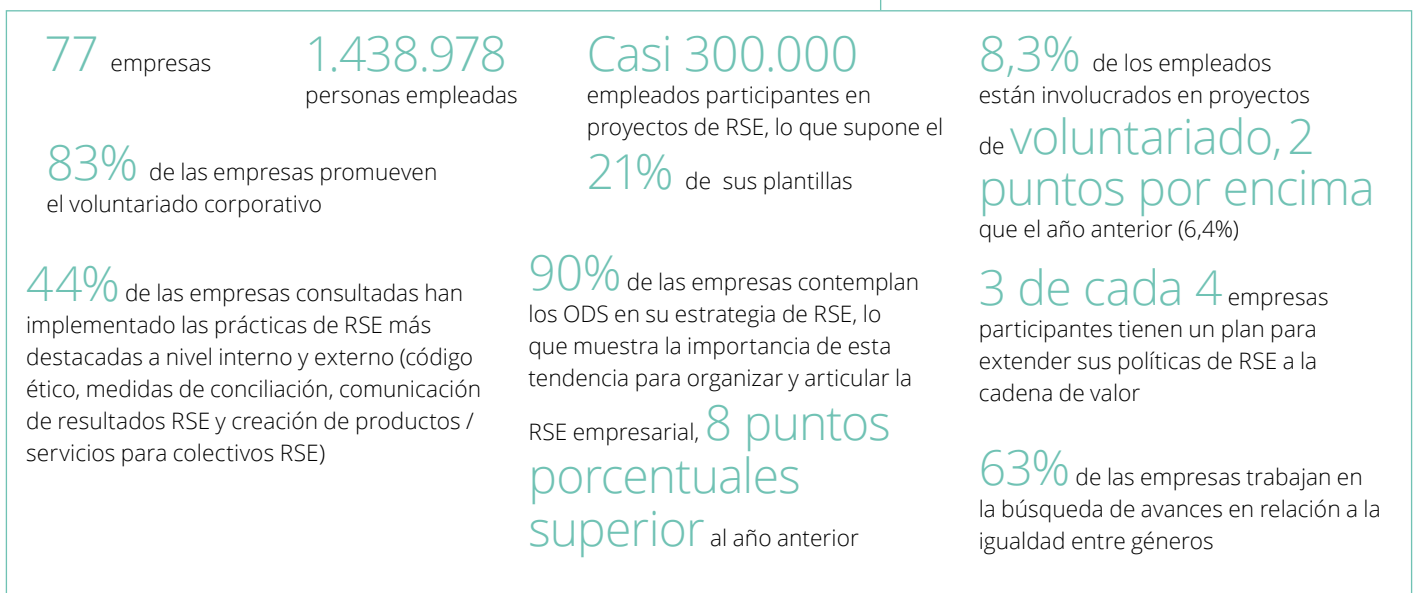 77 empresas
1.438.978
personas empleadas
83% de las empresas promueven
el voluntariado corporativo
44% de las empresas consultadas han
implementado las prácticas de RSE más
destacadas a nivel interno y externo (código
ético, medidas de conciliación, comunicación
de resultados RSE y creación de productos /
servicios para colectivos RSE)
Casi 300.000
empleados participantes en
proyectos de RSE, lo que supone el
21% de sus plantillas
90% de las empresas contemplan
los ODS en su estrategia de RSE, lo
que muestra la importancia de esta
tendencia para organizar y articular la
RSE empresarial, 8 puntos
porcentuales
superior al año anterior
8,3% de los empleados
están involucrados en proyectos
de voluntariado, 2
puntos por encima
que el año anterior (6,4%)
3 de cada 4 empresas
participantes tienen un plan para
extender sus políticas de RSE a la
cadena de valor
63% de las empresas trabajan en
la búsqueda de avances en relación a la
igualdad entre géneros